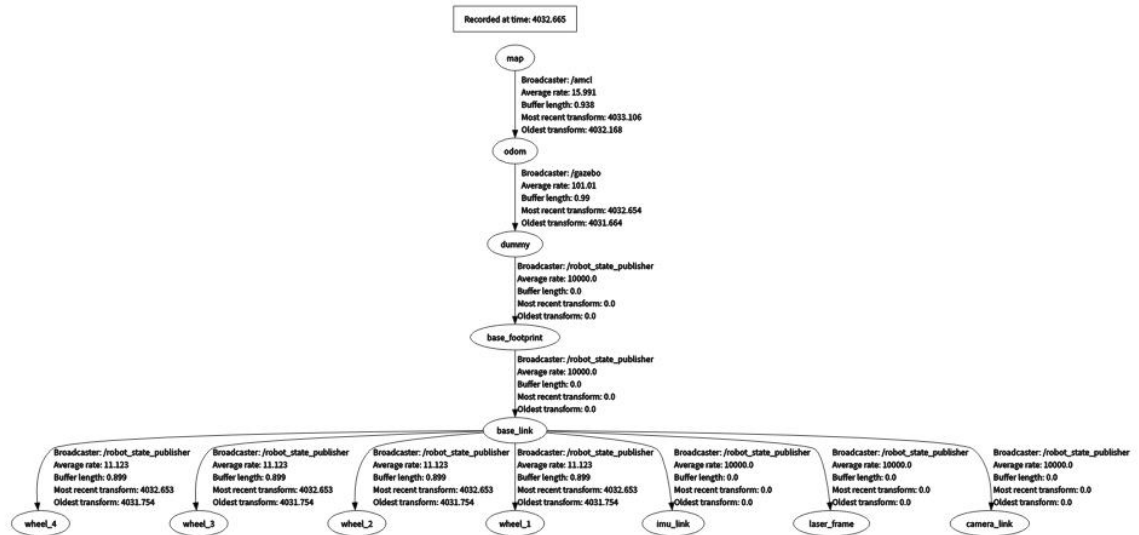 Recorded at time: 4032.665
map
Broadcaster: /amcl
Average rate: 15.991
Buffer length: 0.938
Most recent transform: 4033.106
Oldest transform: 4032.168
odom
Broadcaster: /gazebo
Average rate: 101.01
Buffer length: 0.99
Most recent transform: 4032.654
Oldest transform: 4031.664
dummy
Broadcaster: /robot_state_publisher
Average rate: 10000.0
Buffer length: 0.0
Most recent transform: 0.0
Oldest transform: 0.0
base_footprint
Broadcaster: /robot_state_publisher
Average rate: 10000.0
Buffer length: 0.0
Most recent transform: 0.0
Oldest transform: 0.0
base_link
Broadcaster: /robot_state_publisher
Average rate: 11.123
Buffer length: 0.899
Most recent transform: 4032.653
Oldest transform: 4031.754
wheel_4
Broadcaster: /robot_state_publisher
Average rate: 11.123
Buffer length: 0.899
Most recent transform: 4032.653
Oldest transform: 4031.754
wheel_3
Broadcaster: /robot_state_publisher
Average rate: 11.123
Buffer length: 0.899
Most recent transform: 4032.653
Oldest transform: 4031.754
wheel_2
Broadcaster: /robot_state_publisher
Average rate: 11.123
Buffer length: 0.899
Most recent transform: 4032.653
Oldest transform: 4031.754
wheel_1
Broadcaster: /robot_state_publisher
Average rate: 10000.0
Buffer length: 0.0
Most recent transform: 0.0
Oldest transform: 0.0
imu_link
Broadcaster: /robot_state_publisher
Average rate: 10000.0
Buffer length: 0.0
Most recent transform: 0.0
Oldest transform: 0.0
laser_frame
Broadcaster: /robot_state_publisher
Average rate: 10000.0
Buffer length: 0.0
Most recent transform: 0.0
Oldest transform: 0.0
camera_link